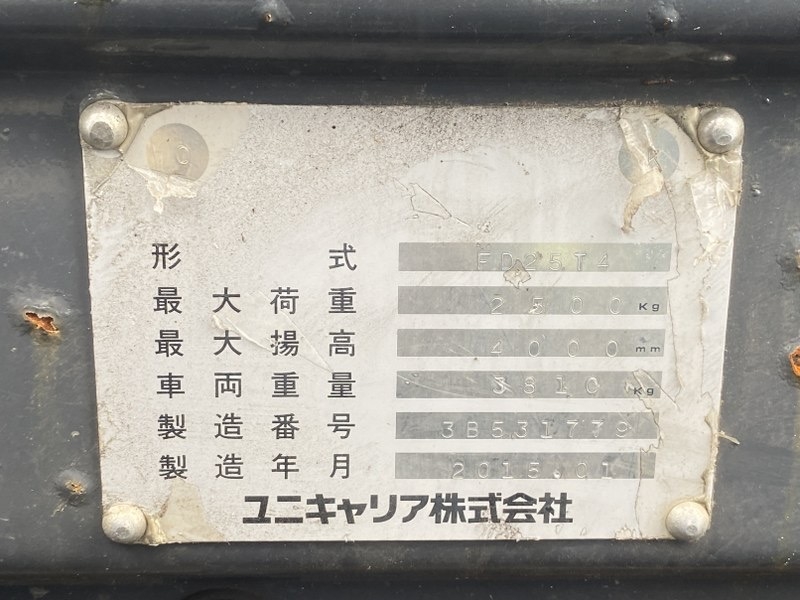 形式 FD25T4
最大荷重 2500 Kg
最大揚高 4000 mm
車両重量 3810 Kg
製造番号 3B531779
製造年月 2015.01
ユニキャリア株式会社